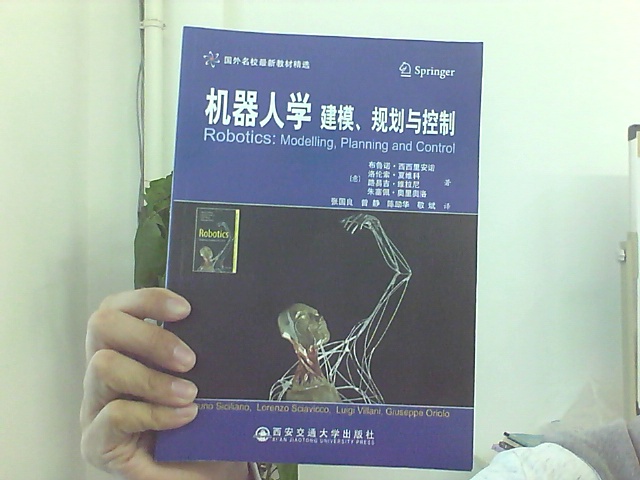 国外名校最新教材精选
Springer
机器人学 建模、规划与控制
Robotics: Modelling, Planning and Control
布鲁诺·西西里安诺
[意] 洛伦索·夏维科 著
路易吉·维拉尼
朱塞佩·奥里奥洛
张国良 曾静 陈励华 敬斌 译
Robotics
uno Siciliano, Lorenzo Sciavicco, Luigi Villani, Giuseppe Oriolo
西安交通大学出版社
XI'AN JIAOTONG UNIVERSITY PRESS